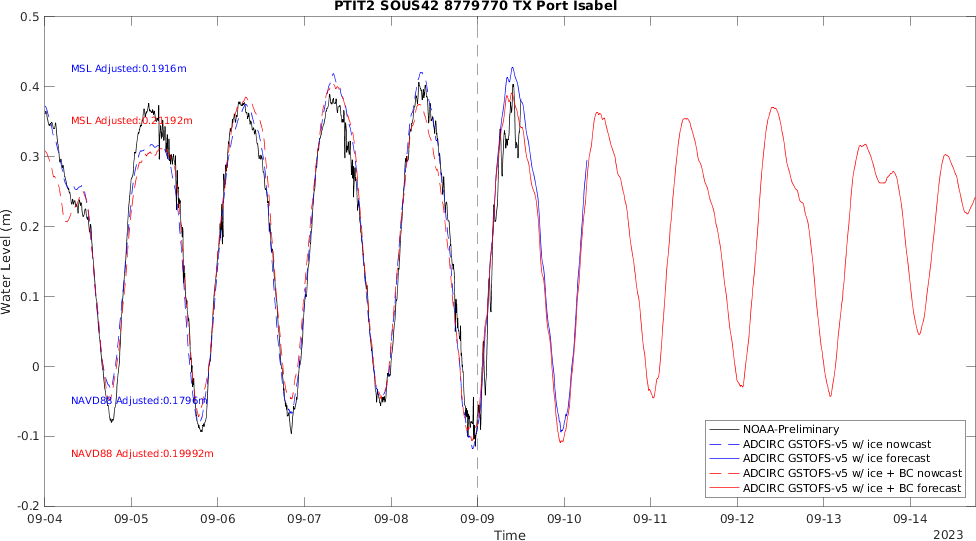 PTIT2 SOUS42 8779770 TX Port Isabel
0.5
0.4
0.3
0.2
0.1
0
-0.1
-0.2
Water Level (m)
MSL Adjusted:0.1916m
MSL Adjusted:0.21192m
NAVD88 Adjusted:0.1796m
NAVD88 Adjusted:0.19992m
NOAA-Preliminary
ADCIRC GSTOFS-v5 w/ ice nowcast
ADCIRC GSTOFS-v5 w/ ice forecast
ADCIRC GSTOFS-v5 w/ ice + BC nowcast
ADCIRC GSTOFS-v5 w/ ice + BC forecast
09-04 09-05 09-06 09-07 09-08 09-09 09-10 09-11 09-12 09-13 09-14
Time
2023